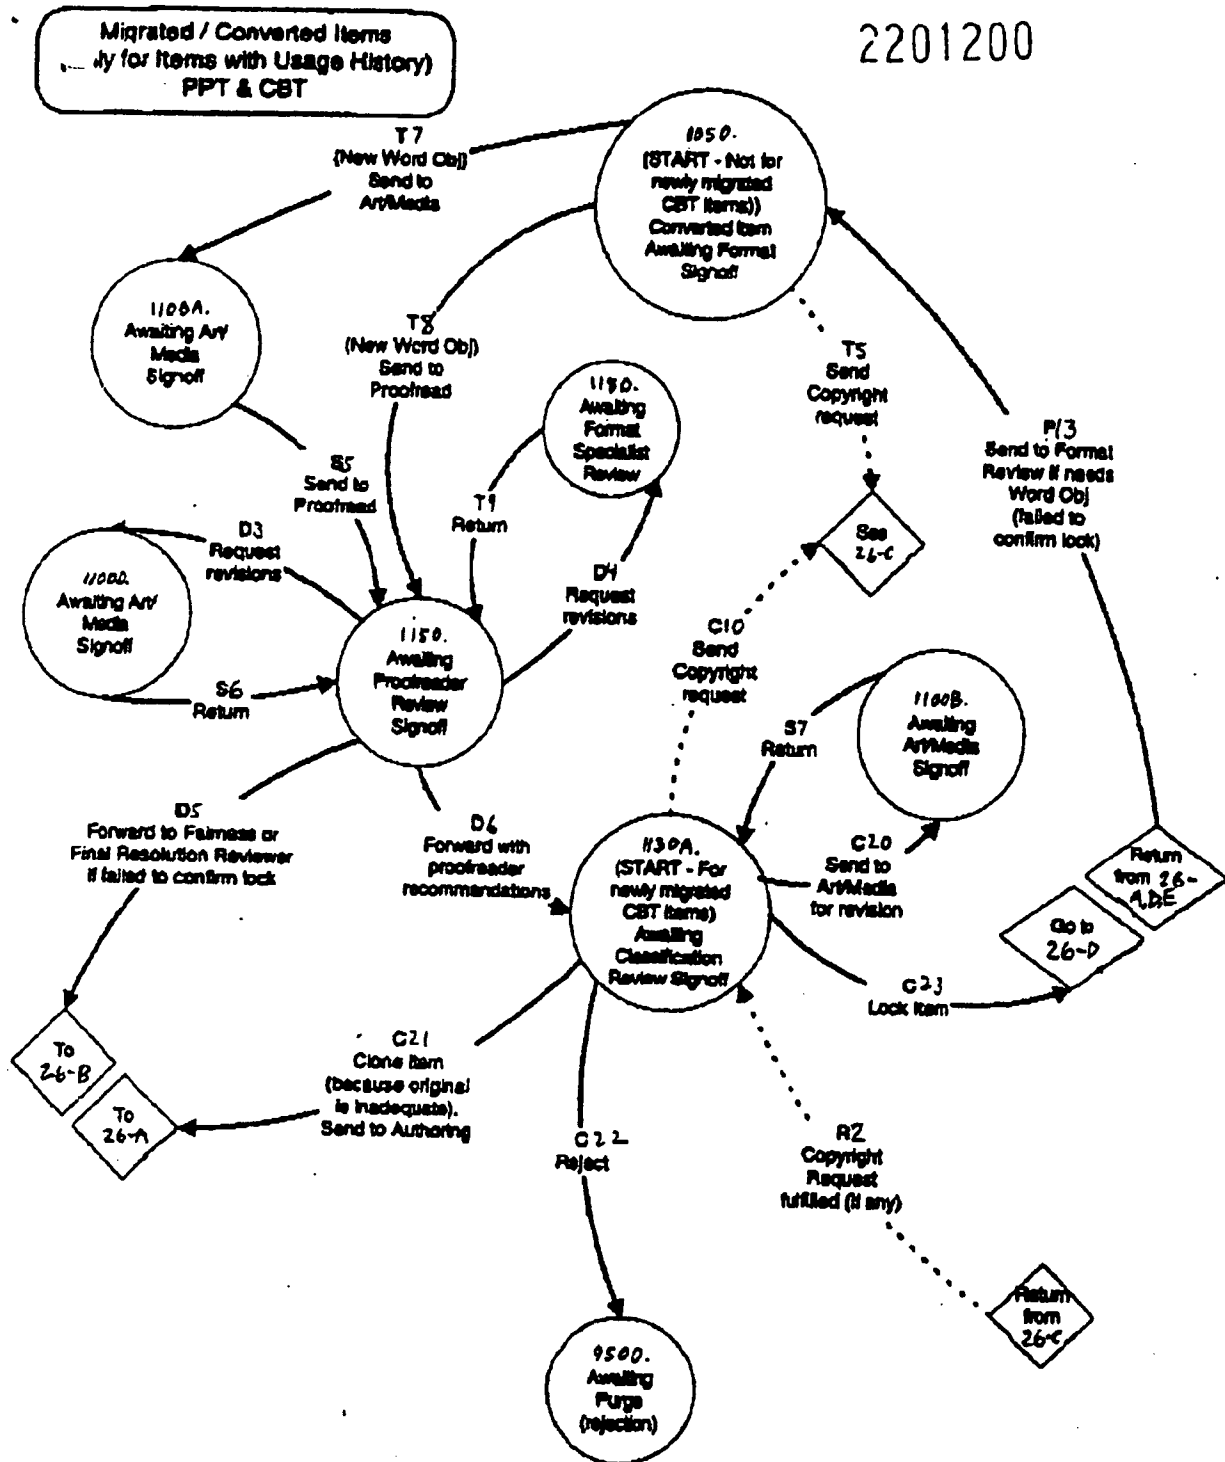 2201200
Migrated / Converted Items
ly for Items with Usage History)
PPT & CBT
T7
(New Word Obj)
Send to
Art/Media
1050.
(START - Not for
newly migrated
CBT Items))
Converted Item
Awaiting Format
Signoff
1100A.
Awaiting Art/
Media
Signoff
T8
(New Word Obj)
Send to
Proofread
T5
Send
Copyright
request
1180.
Awaiting
Format
Specialist
Review
P13
Send to Format
Review if needs
Word Obj
(failed to
confirm lock)
S5
Send to
Proofread
T9
Return
See
26-C
D3
Request
revisions
D4
Request
revisions
1100D.
Awaiting Art/
Media
Signoff
1150.
Awaiting
Proofreader
Review
Signoff
C10
Send
Copyright
request
S6
Return
S7
Return
1100B.
Awaiting
Art/Media
Signoff
D5
Forward to Fairness or
Final Resolution Reviewer
if failed to confirm lock
D6
Forward with
proofreader
recommendations
1130A.
(START - For
newly migrated
CBT Items)
Awaiting
Classification
Review Signoff
C20
Send to
Art/Media
for revision
Return
from 26-
A,D,E
Go to
26-D
C23
Lock Item
To
26-B
To
26-A
C21
Clone Item
(because original
is inadequate).
Send to Authoring
C22
Reject
R2
Copyright
Request
fulfilled (if any)
Return
from
26-C
9500.
Awaiting
Purge
(rejection)